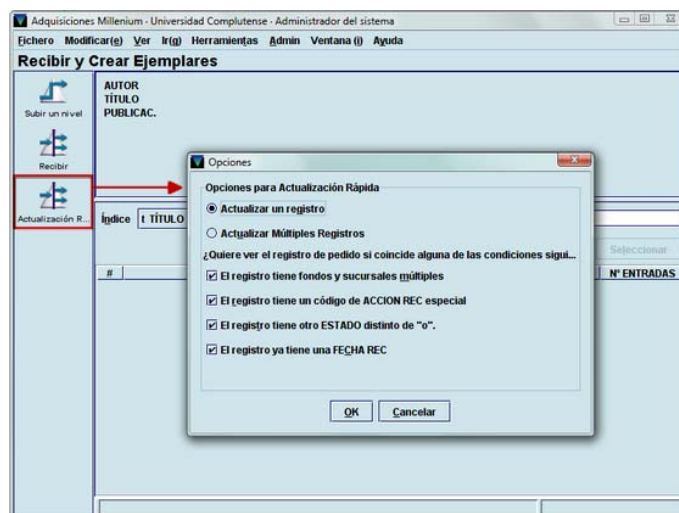 Adquisiciones Millenium - Universidad Complutense - Administrador del sistema
Fichero Modificar(e) Ver Ir(g) Herramientas Admin Ventana (i) Ayuda
Recibir y Crear Ejemplares
Subir un nivel
Recibir
Actualización R...
AUTOR
TÍTULO
PUBLICAC.
Índice t TÍTULO
Seleccionar
# Nº ENTRADAS
Opciones
Opciones para Actualización Rápida
Actualizar un registro
Actualizar Múltiples Registros
¿Quiere ver el registro de pedido si coincide alguna de las condiciones sigui...
El registro tiene fondos y sucursales múltiples
El registro tiene un código de ACCION REC especial
El registro tiene otro ESTADO distinto de "o".
El registro ya tiene una FECHA REC
OK Cancelar